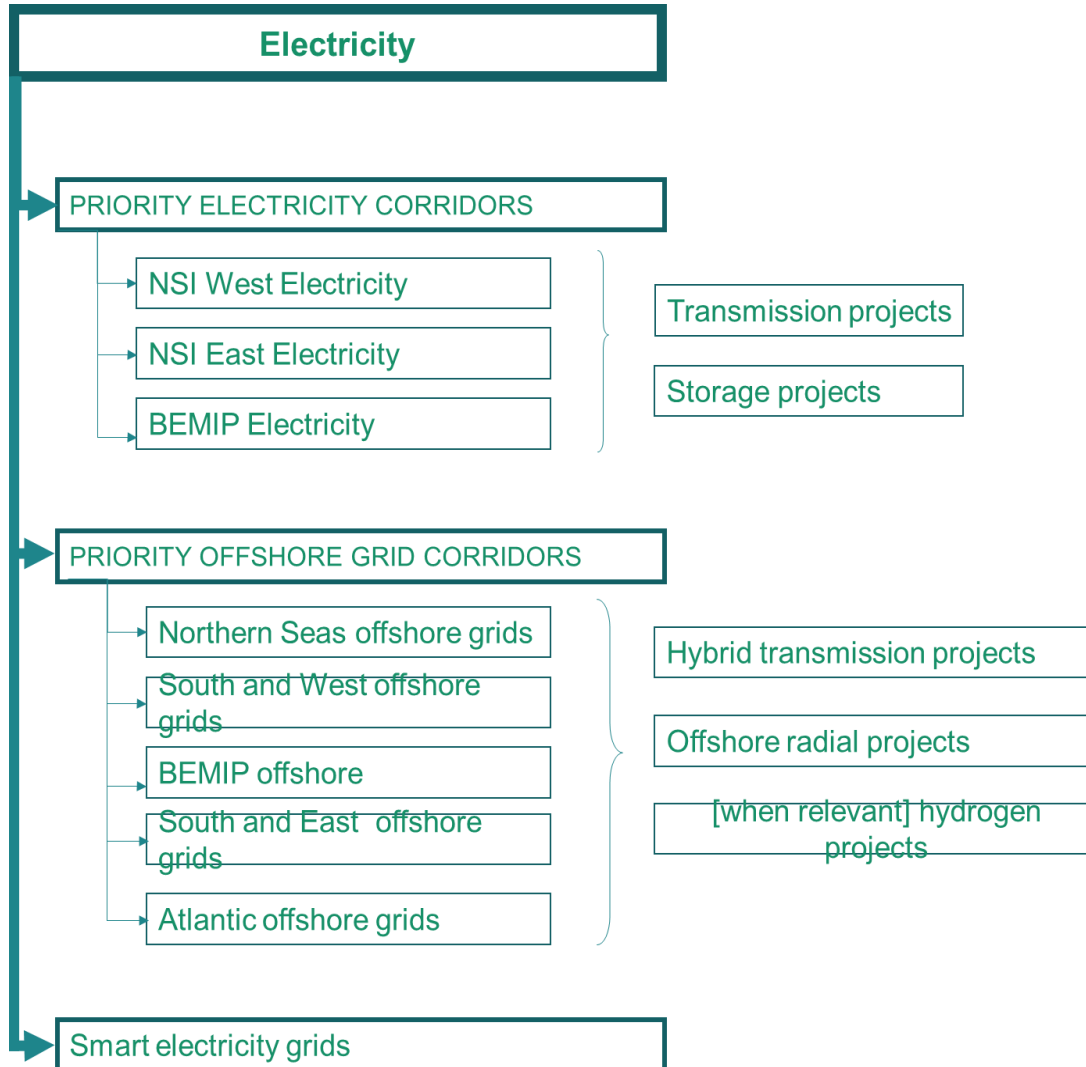 Electricity
PRIORITY ELECTRICITY CORRIDORS
NSI West Electricity
NSI East Electricity
BEMIP Electricity
Transmission projects
Storage projects
PRIORITY OFFSHORE GRID CORRIDORS
Northern Seas offshore grids
South and West offshore
grids
BEMIP offshore
South and East  offshore
grids
Atlantic offshore grids
Hybrid transmission projects
Offshore radial projects
[when relevant] hydrogen
projects
Smart electricity grids